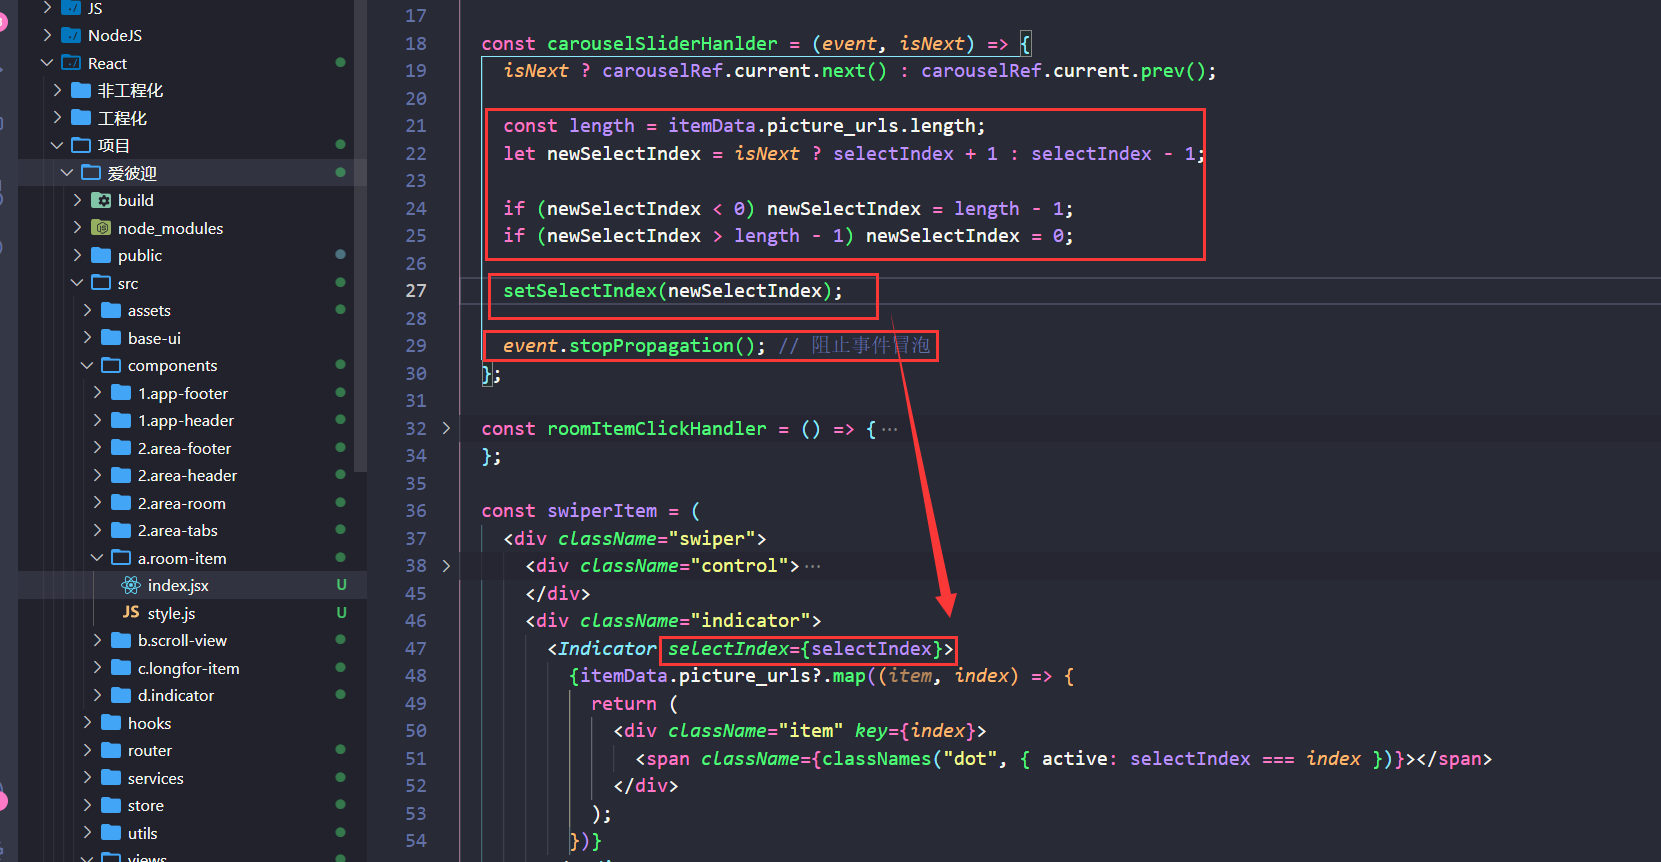 JS
NodeJS
React
非工程化
工程化
项目
爱彼迎
build
node_modules
public
src
assets
base-ui
components
1.app-footer
1.app-header
2.area-footer
2.area-header
2.area-room
2.area-tabs
a.room-item
index.jsx U
JS style.js U
b.scroll-view
c.longfor-item
d.indicator
hooks
router
services
store
utils
views
17
18 const carouselSliderHanlder = (event, isNext) => {
19 isNext ? carouselRef.current.next() : carouselRef.current.prev();
20
21 const length = itemData.picture_urls.length;
22 let newSelectIndex = isNext ? selectIndex + 1 : selectIndex - 1;
23
24 if (newSelectIndex < 0) newSelectIndex = length - 1;
25 if (newSelectIndex > length - 1) newSelectIndex = 0;
26
27 setSelectIndex(newSelectIndex);
28
29 event.stopPropagation(); // 阻止事件冒泡
30 };
31
32 const roomItemClickHandler = () => { ···
34 };
35
36 const swiperItem = (
37 <div className="swiper">
38 <div className="control"> ···
45 </div>
46 <div className="indicator">
47 <Indicator selectIndex={selectIndex}>
48 {itemData.picture_urls?.map((item, index) => {
49 return (
50 <div className="item" key={index}>
51 <span className={classNames("dot", { active: selectIndex === index })}></span>
52 </div>
53 );
54 })}